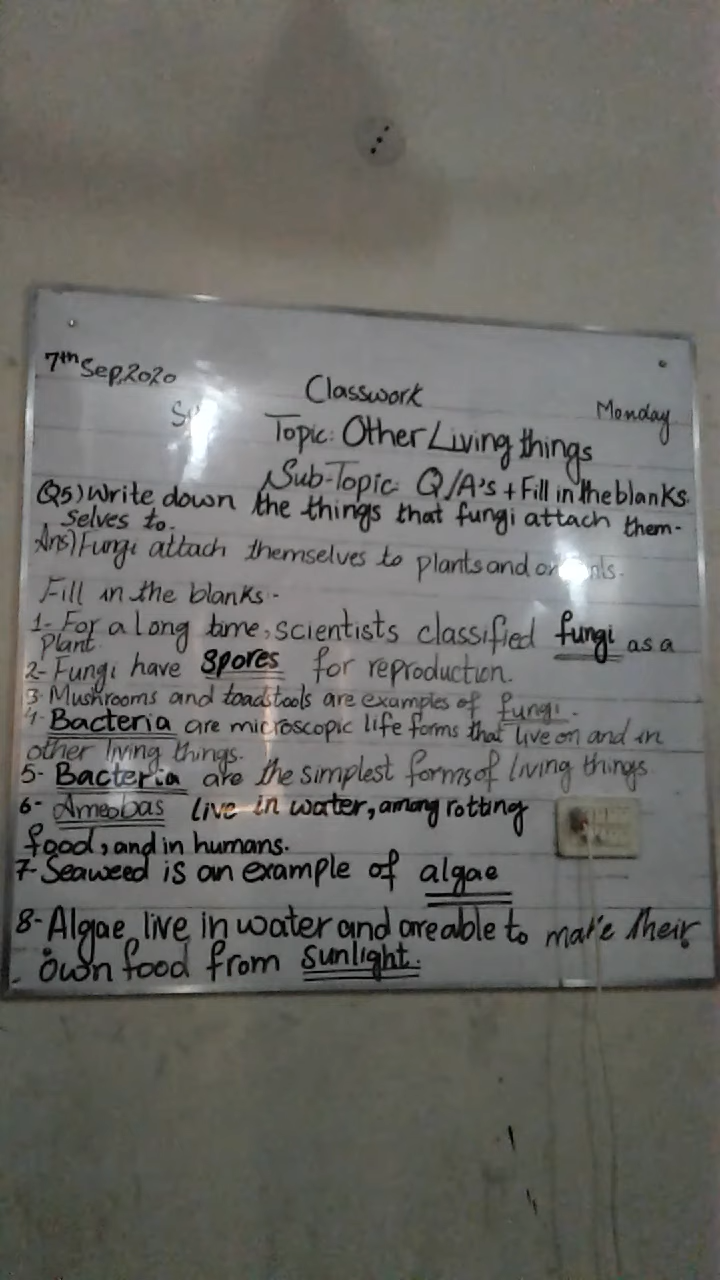 7th Sep,2020
Classwork
Monday
Topic: Other Living things
Sub-Topic: Q/A's + Fill in the blanks.
Q5) Write down the things that fungi attach them-
selves to.
Ans) Fungi attach themselves to plants and
Fill in the blanks.
1- For a long time, scientists classified fungi as a
plant.
2- Fungi have spores for reproduction.
3- Mushrooms and toadstools are examples of fungi.
4- Bacteria are microscopic life forms that live on and in
other living things.
5- Bacteria are the simplest forms of living things
6- Ameobas live in water, among rotting
food, and in humans.
7- Seaweed is an example of algae
8- Algae live in water and are able to make their
own food from sunlight.